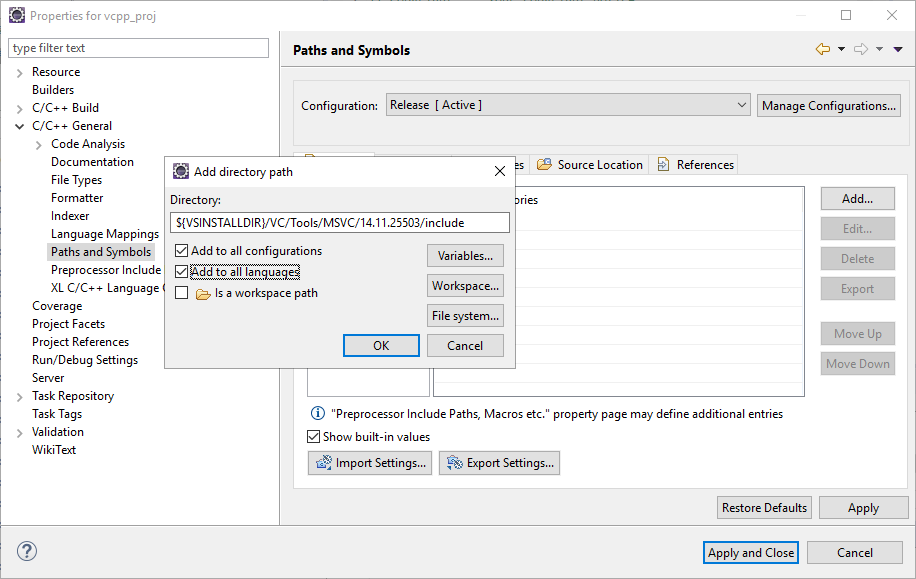 Properties for vcpp_proj
type filter text
Resource
Builders
C/C++ Build
C/C++ General
Code Analysis
Documentation
File Types
Formatter
Indexer
Language Mappings
Paths and Symbols
Preprocessor Include
XL C/C++ Language
Coverage
Project Facets
Project References
Run/Debug Settings
Server
Task Repository
Task Tags
Validation
WikiText
Paths and Symbols
Configuration:
Release [ Active ]
Manage Configurations...
Source Location
References
Add directory path
Directory:
${VSINSTALLDIR}/VC/Tools/MSVC/14.11.25503/include
Add to all configurations
Add to all languages
Is a workspace path
Variables...
Workspace...
File system...
OK
Cancel
Add...
Edit...
Delete
Export
Move Up
Move Down
"Preprocessor Include Paths, Macros etc." property page may define additional entries
Show built-in values
Import Settings...
Export Settings...
Restore Defaults
Apply
Apply and Close
Cancel